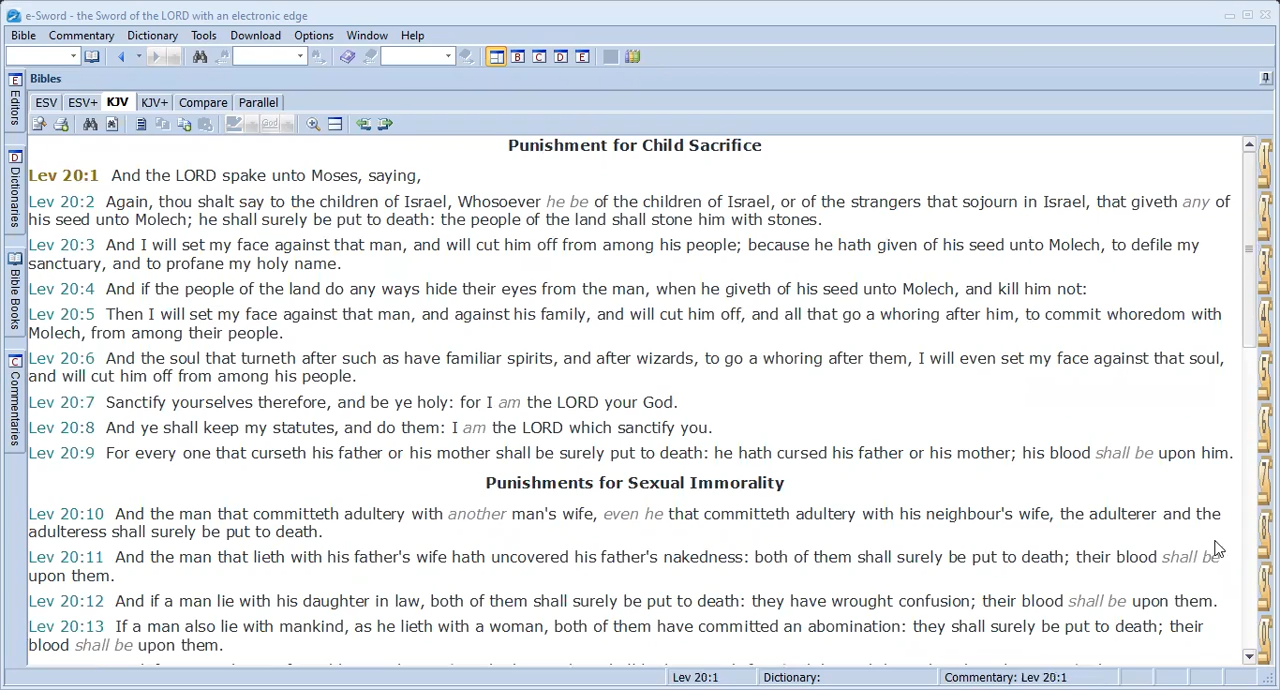 e-Sword - the Sword of the LORD with an electronic edge
Bible Commentary Dictionary Tools Download Options Window Help
B C D E
Bibles
ESV ESV+ KJV KJV+ Compare Parallel
E Editors
D Dictionaries
Bible Books
C Commentaries
Punishment for Child Sacrifice
Lev 20:1 And the LORD spake unto Moses, saying,
Lev 20:2 Again, thou shalt say to the children of Israel, Whosoever he be of the children of Israel, or of the strangers that sojourn in Israel, that giveth any of
his seed unto Molech; he shall surely be put to death: the people of the land shall stone him with stones.
Lev 20:3 And I will set my face against that man, and will cut him off from among his people; because he hath given of his seed unto Molech, to defile my
sanctuary, and to profane my holy name.
Lev 20:4 And if the people of the land do any ways hide their eyes from the man, when he giveth of his seed unto Molech, and kill him not:
Lev 20:5 Then I will set my face against that man, and against his family, and will cut him off, and all that go a whoring after him, to commit whoredom with
Molech, from among their people.
Lev 20:6 And the soul that turneth after such as have familiar spirits, and after wizards, to go a whoring after them, I will even set my face against that soul,
and will cut him off from among his people.
Lev 20:7 Sanctify yourselves therefore, and be ye holy: for I am the LORD your God.
Lev 20:8 And ye shall keep my statutes, and do them: I am the LORD which sanctify you.
Lev 20:9 For every one that curseth his father or his mother shall be surely put to death: he hath cursed his father or his mother; his blood shall be upon him.
Punishments for Sexual Immorality
Lev 20:10 And the man that committeth adultery with another man's wife, even he that committeth adultery with his neighbour's wife, the adulterer and the
adulteress shall surely be put to death.
Lev 20:11 And the man that lieth with his father's wife hath uncovered his father's nakedness: both of them shall surely be put to death; their blood shall be
upon them.
Lev 20:12 And if a man lie with his daughter in law, both of them shall surely be put to death: they have wrought confusion; their blood shall be upon them.
Lev 20:13 If a man also lie with mankind, as he lieth with a woman, both of them have committed an abomination: they shall surely be put to death; their
blood shall be upon them.
1
2
3
4
5
6
7
8
9
0
Lev 20:1 Dictionary: Commentary: Lev 20:1